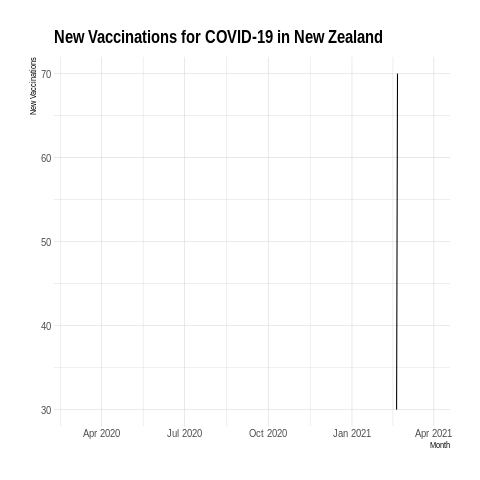 New Vaccinations for COVID-19 in New Zealand
New Vaccinations
70
60
50
40
30
Apr 2020 Jul 2020 Oct 2020 Jan 2021 Apr 2021
Month